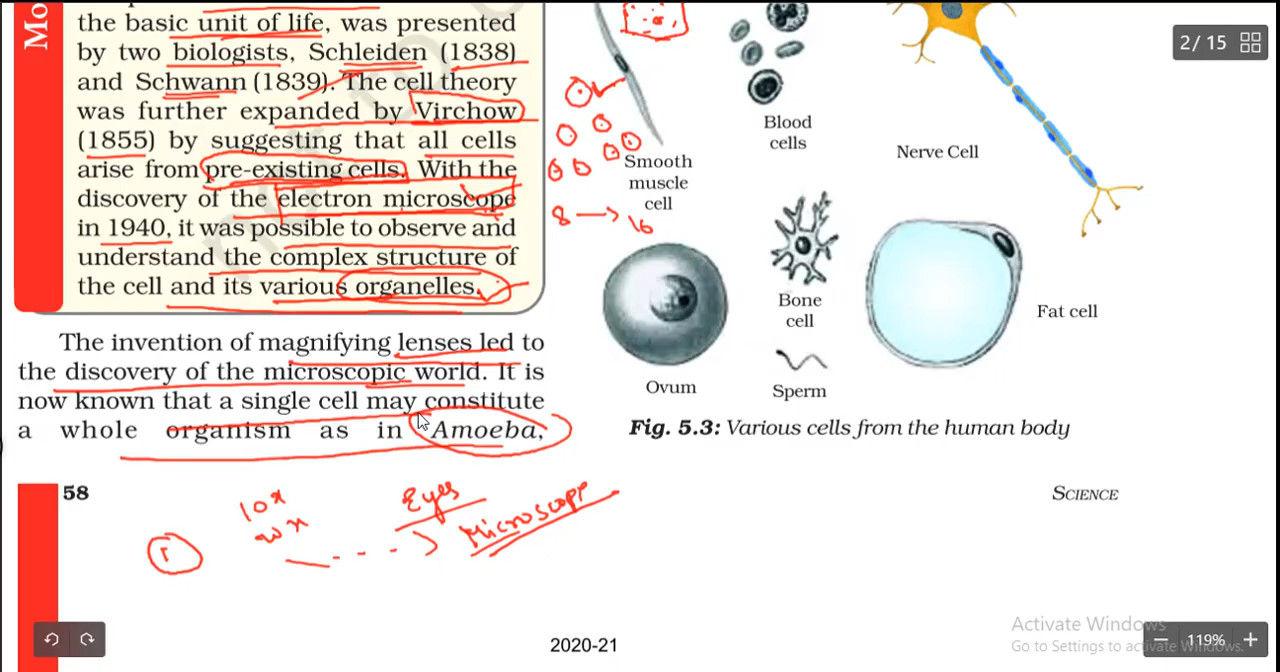 Mo
the basic unit of life, was presented
by two biologists, Schleiden (1838)
and Schwann (1839). The cell theory
was further expanded by Virchow
(1855) by suggesting that all cells
arise from pre-existing cells. With the
discovery of the electron microscope
in 1940, it was possible to observe and
understand the complex structure of
the cell and its various organelles.
The invention of magnifying lenses led to
the discovery of the microscopic world. It is
now known that a single cell may constitute
a whole organism as in Amoeba,
58
8 → 16
Smooth
muscle
cell
Blood
cells
Nerve Cell
Ovum
Bone
cell
Sperm
Fat cell
Fig. 5.3: Various cells from the human body
SCIENCE
10x
Eyes
Microscope
2020-21
2 / 15
Activate Windows
Go to Settings to activate Windows.
119%